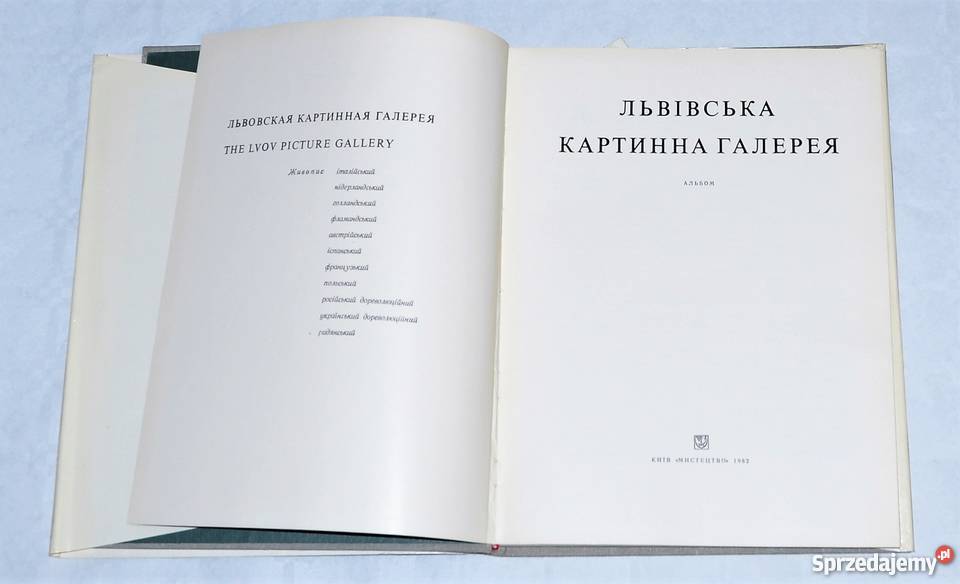 ЛЬВОВСКАЯ КАРТИННАЯ ГАЛЕРЕЯ
THE LVOV PICTURE GALLERY
Живопис італійський
нідерландський
голландський
фламандський
австрійський
іспанський
французький
польський
російський дореволюційний
український дореволюційний
радянський
ЛЬВІВСЬКА
КАРТИННА ГАЛЕРЕЯ
АЛЬБОМ
КИЇВ «МИСТЕЦТВО» 1982
Sprzedajemy.pl